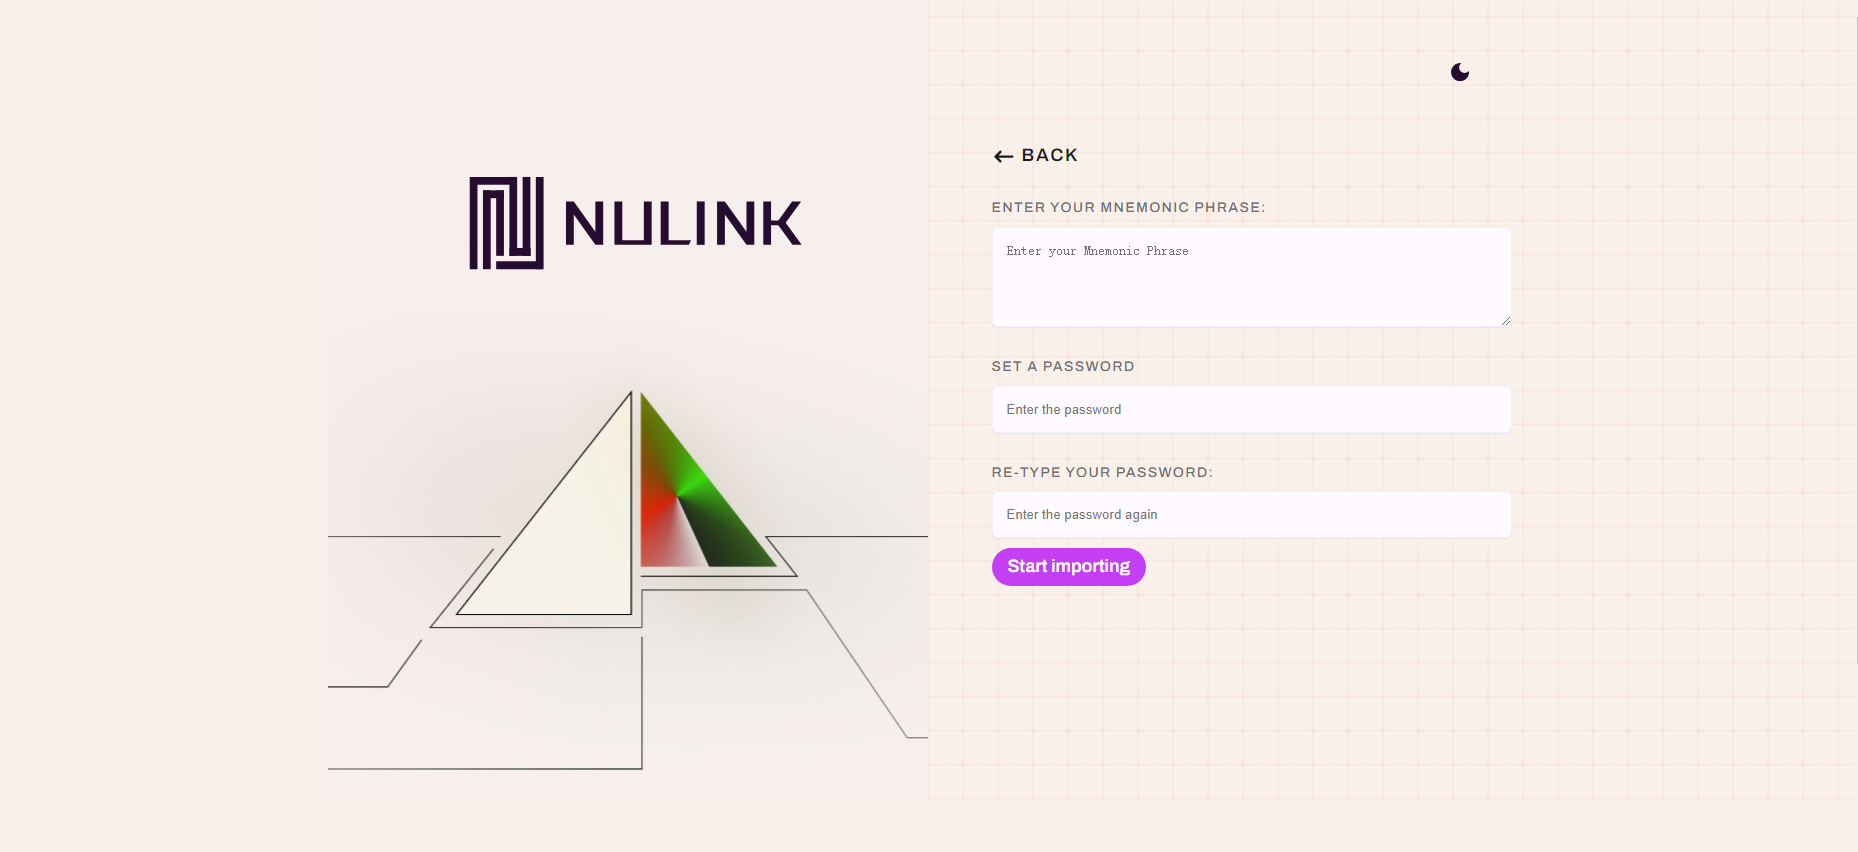 NULINK
BACK
ENTER YOUR MNEMONIC PHRASE:
Enter your Mnemonic Phrase
SET A PASSWORD
Enter the password
RE-TYPE YOUR PASSWORD:
Enter the password again
Start importing